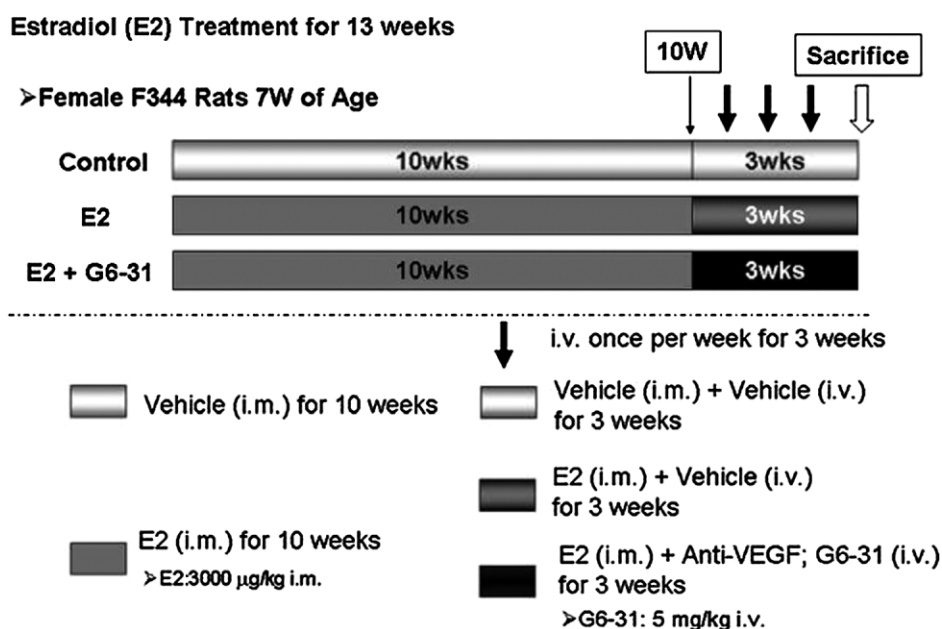 Estradiol (E2) Treatment for 13 weeks
10W
Sacrifice
➢Female F344 Rats 7W of Age
Control
10wks
3wks
E2
10wks
3wks
E2 + G6-31
10wks
3wks
i.v. once per week for 3 weeks
Vehicle (i.m.) for 10 weeks
Vehicle (i.m.) + Vehicle (i.v.)
for 3 weeks
E2 (i.m.) + Vehicle (i.v.)
for 3 weeks
E2 (i.m.) for 10 weeks
➢E2:3000 µg/kg i.m.
E2 (i.m.) + Anti-VEGF; G6-31 (i.v.)
for 3 weeks
➢G6-31: 5 mg/kg i.v.